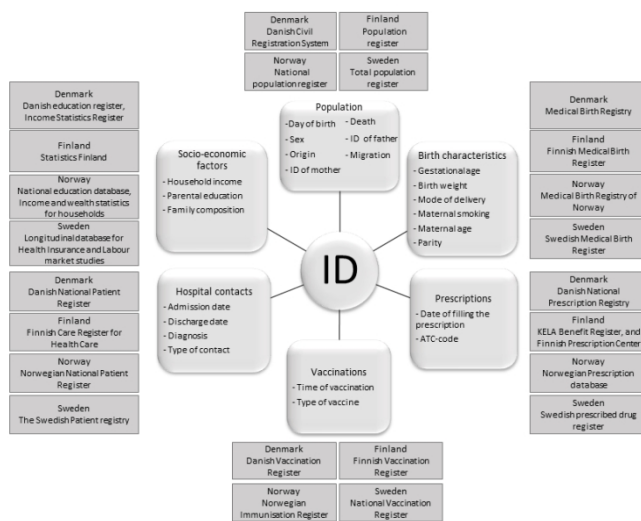 Denmark
Danish Civil
Registration System
Finland
Population
register
Norway
National
population register
Sweden
Total population
register
Denmark
Danish education register,
Income Statistics Register
Finland
Statistics Finland
Norway
National education database,
Income and wealth statistics
for households
Sweden
Longitudinal database for
Health Insurance and Labour
market studies
Denmark
Danish National Patient
Register
Finland
Finnish Care Register for
Health Care
Norway
Norwegian National Patient
Register
Sweden
The Swedish Patient registry
Socio-economic
factors
- Household income
- Parental education
- Family composition
Population
- Day of birth
- Sex
- Origin
- ID of mother
- Death
- ID of father
- Migration
Birth characteristics
- Gestational age
- Birth weight
- Mode of delivery
- Maternal smoking
- Maternal age
- Parity
ID
Hospital contacts
- Admission date
- Discharge date
- Diagnosis
- Type of contact
Vaccinations
- Time of vaccination
- Type of vaccine
Prescriptions
- Date of filling the
prescription
- ATC-code
Denmark
Medical Birth Registry
Finland
Finnish Medical Birth
Register
Norway
Medical Birth Registry of
Norway
Sweden
Swedish Medical Birth Register
Denmark
Danish National
Prescription Registry
Finland
KELA Benefit Register, and
Finnish Prescription Center
Norway
Norwegian Prescription
database
Sweden
Swedish prescribed drug
register
Denmark
Danish Vaccination
Register
Finland
Finnish Vaccination
Register
Norway
Norwegian
Immunisation Register
Sweden
National Vaccination
Register